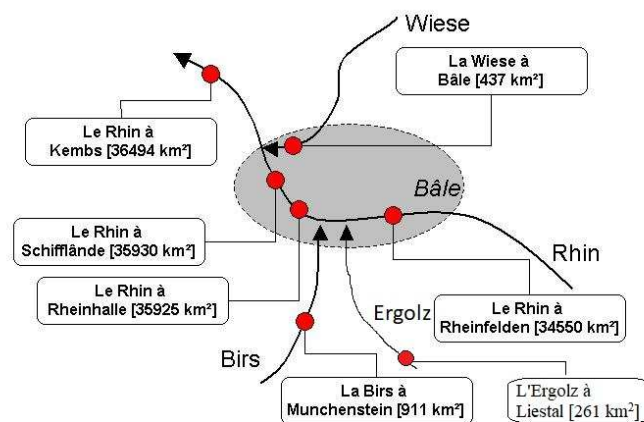 Wiese
La Wiese à
Bâle [437 km²]
Le Rhin à
Kembs [36494 km²]
Bâle
Le Rhin à
Schifflânde [35930 km²]
Rhin
Le Rhin à
Rheinhalle [35925 km²]
Ergolz
Le Rhin à
Rheinfelden [34550 km²]
Birs
La Birs à
Munchenstein [911 km²]
L'Ergolz à
Liestal [261 km²]